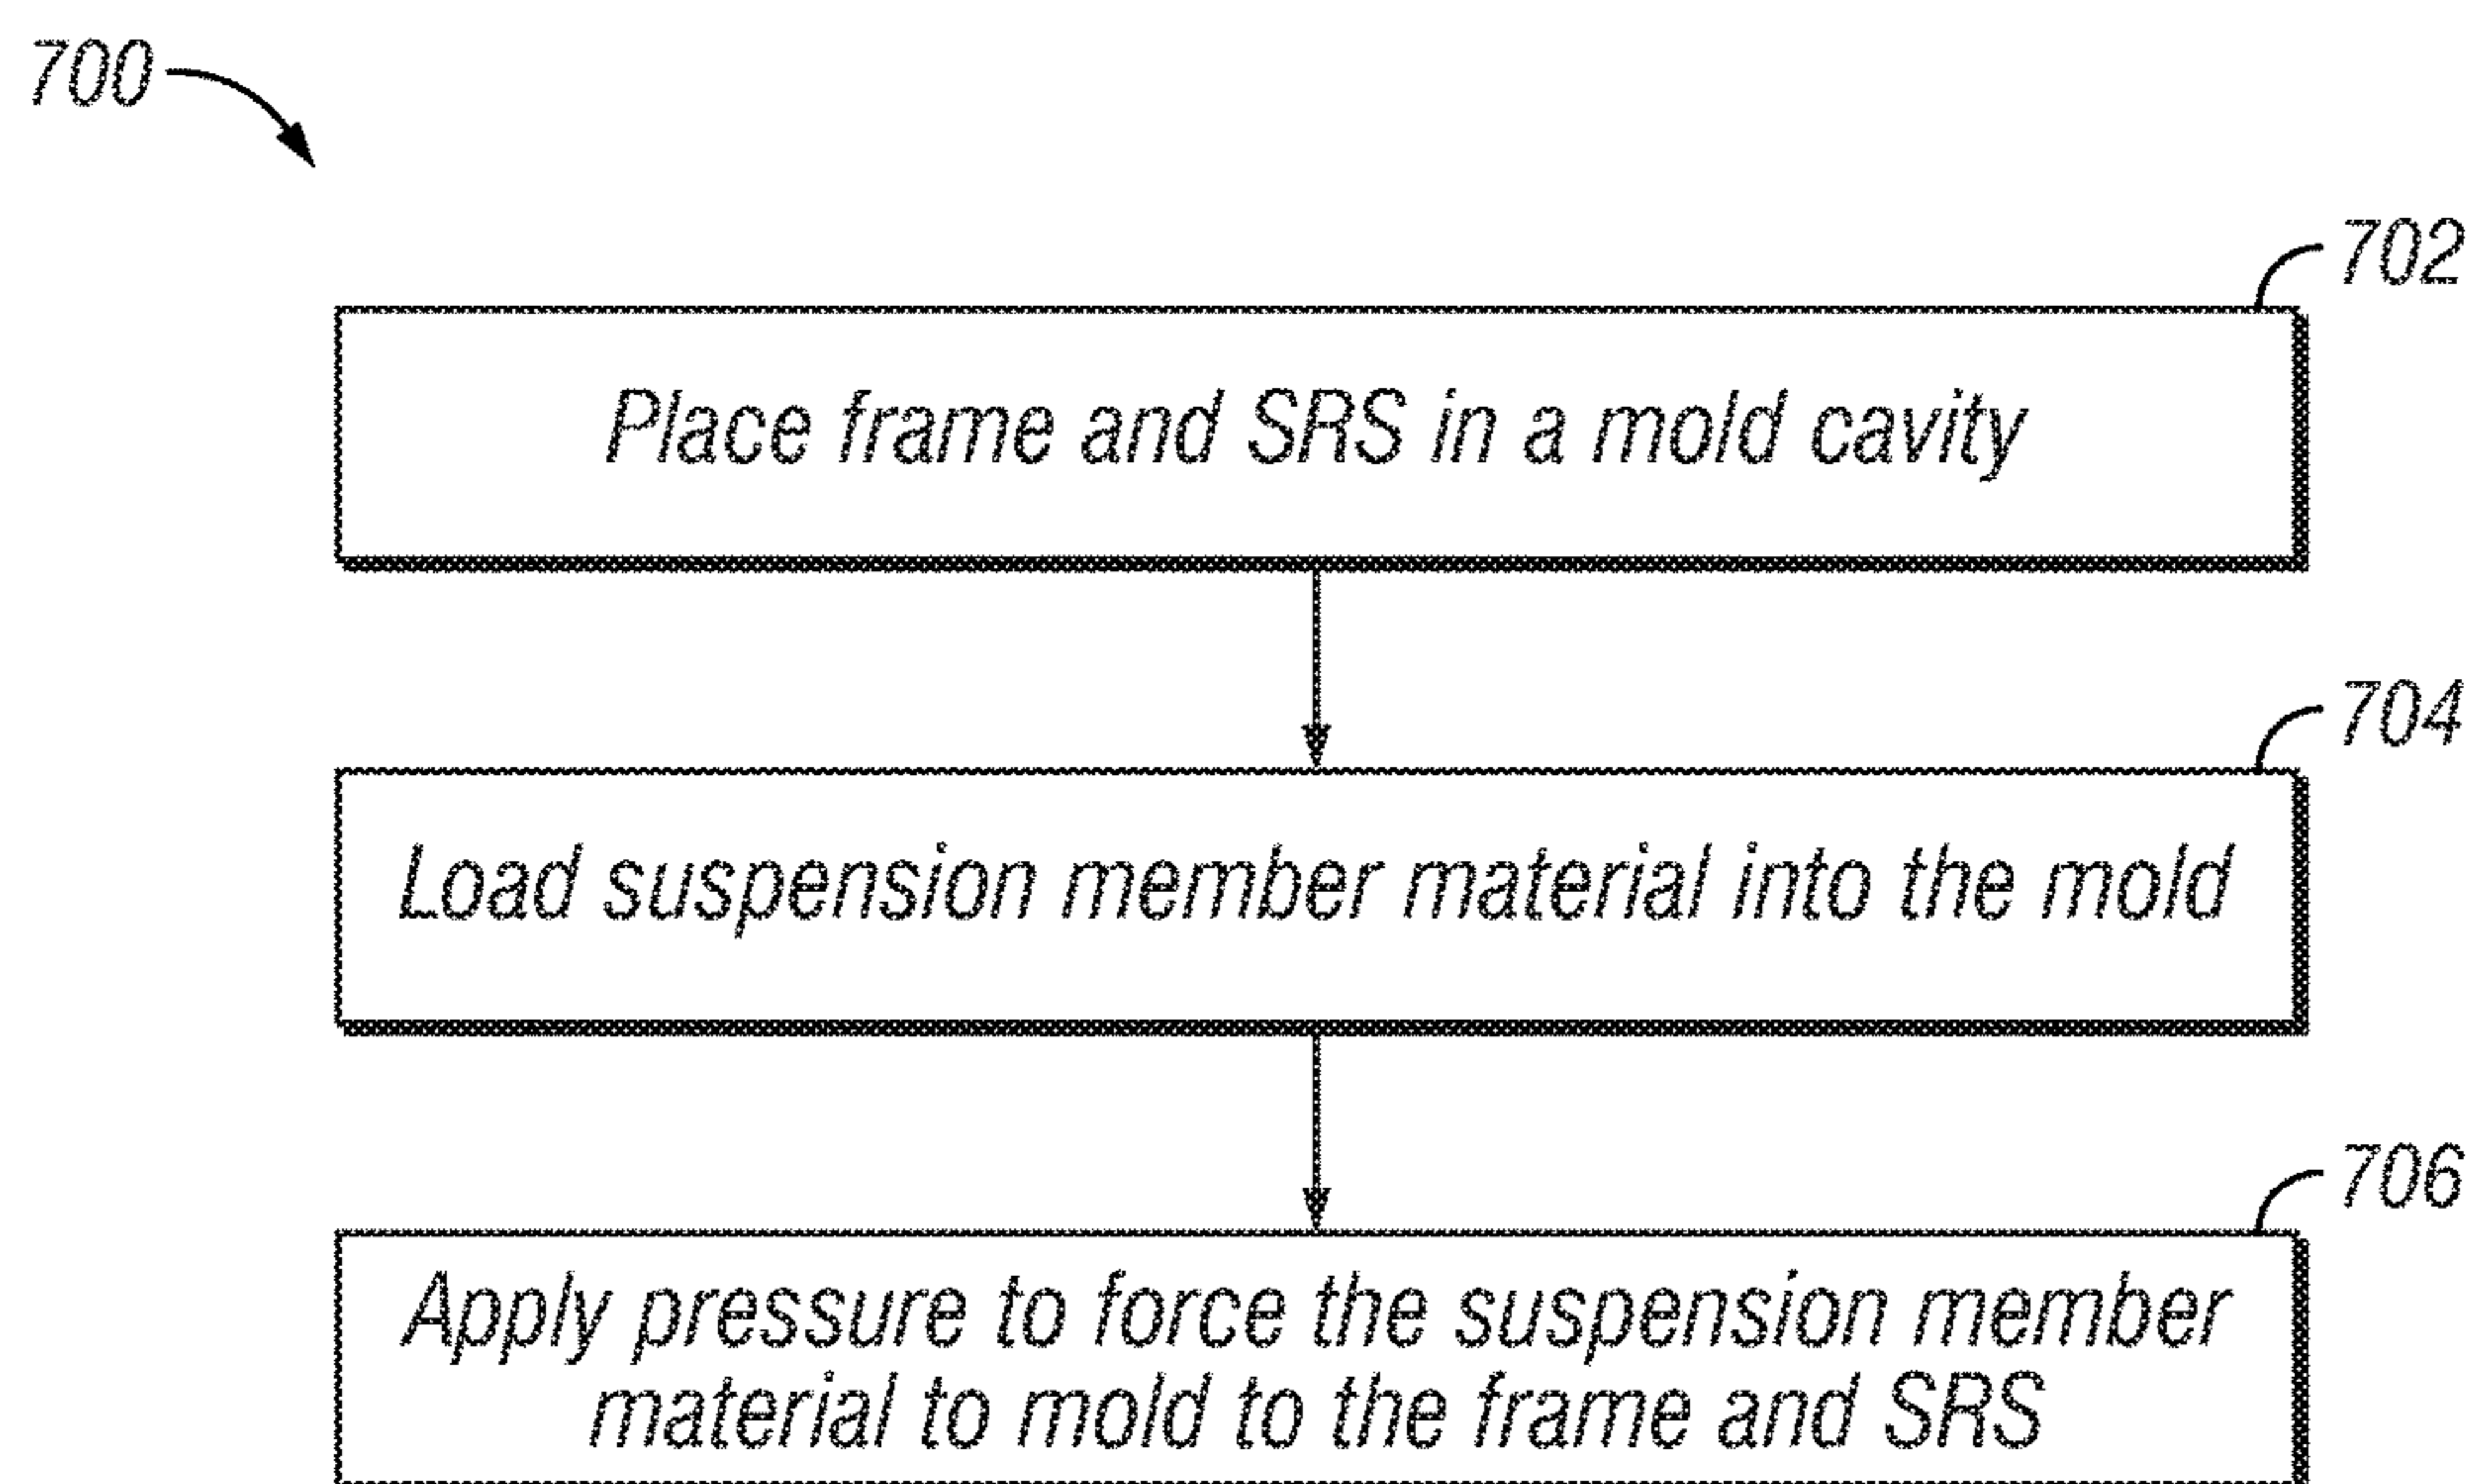 700
702
Place frame and SRS in a mold cavity
704
Load suspension member material into the mold
706
Apply pressure to force the suspension member
material to mold to the frame and SRS